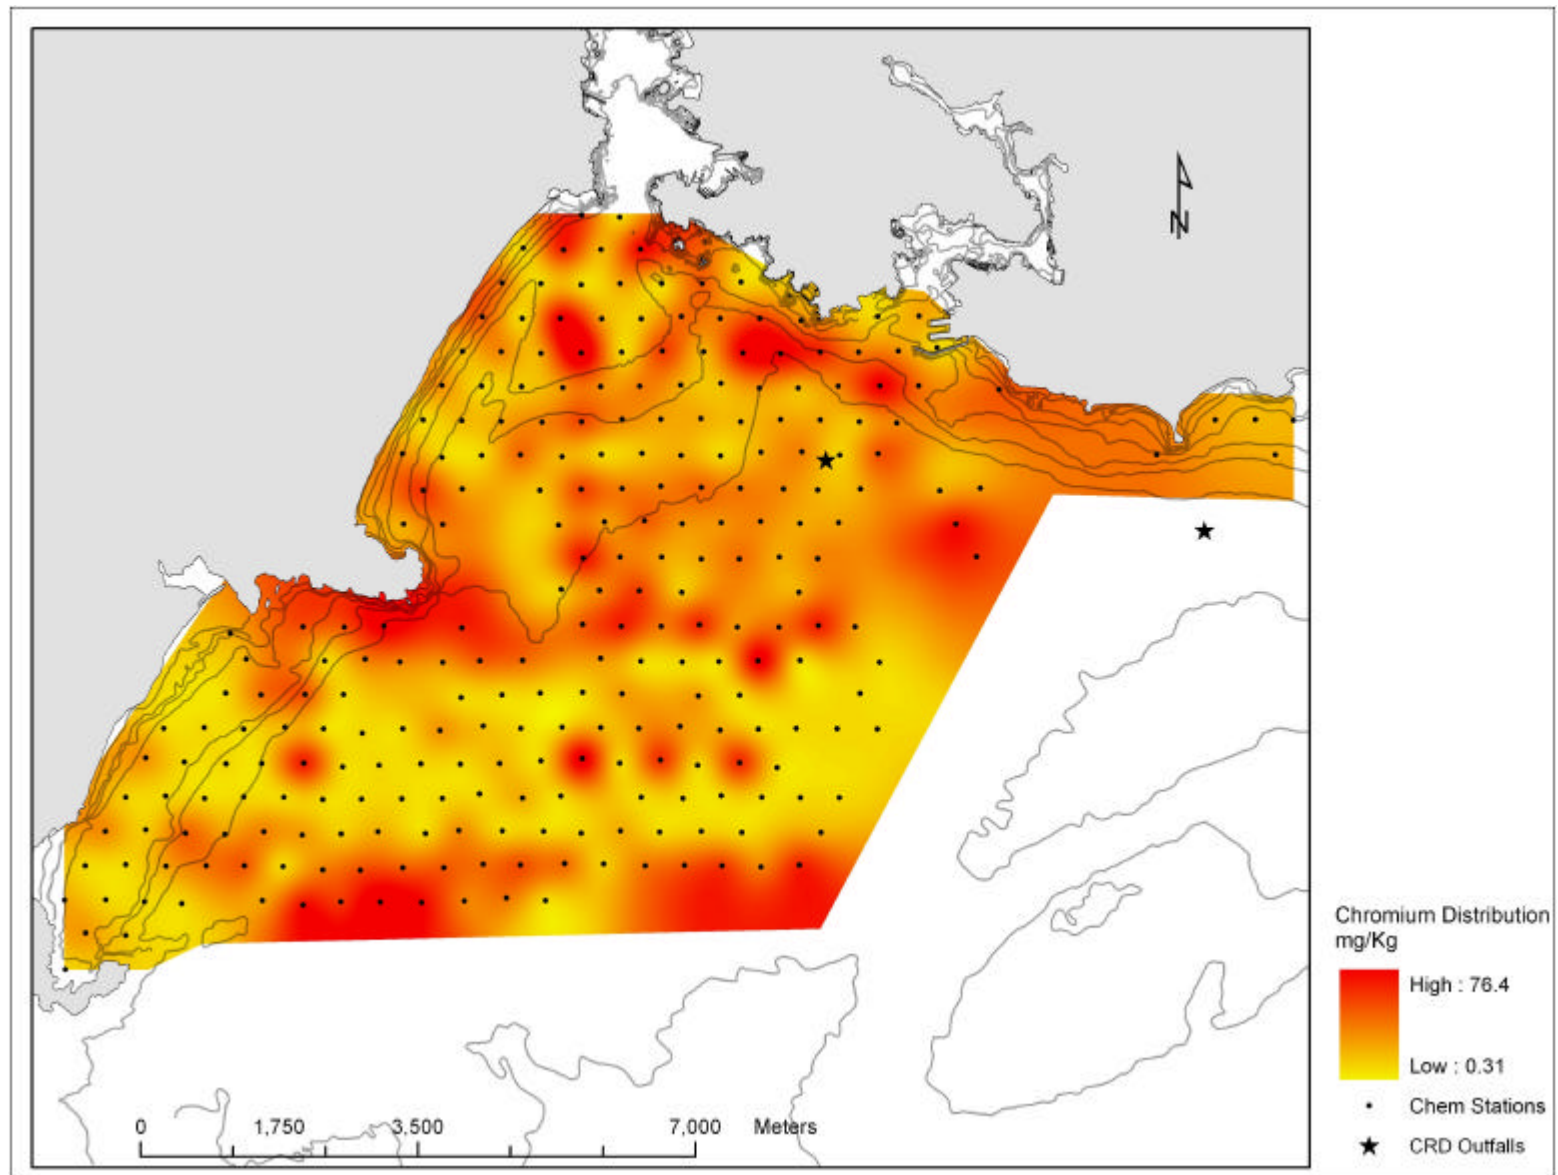 N
Chromium Distribution
mg/Kg
High : 76.4
Low : 0.31
Chem Stations
CRD Outfalls
0 1,750 3,500 7,000 Meters